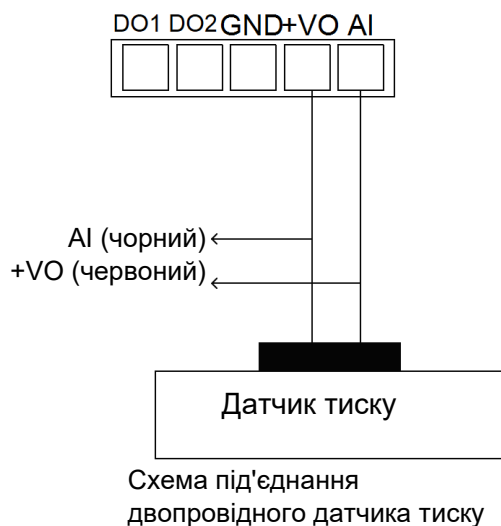 DO1 DO2 GND+VO AI
AI (чорний)
+VO (червоний)
Датчик тиску
Схема під'єднання
двопровідного датчика тиску